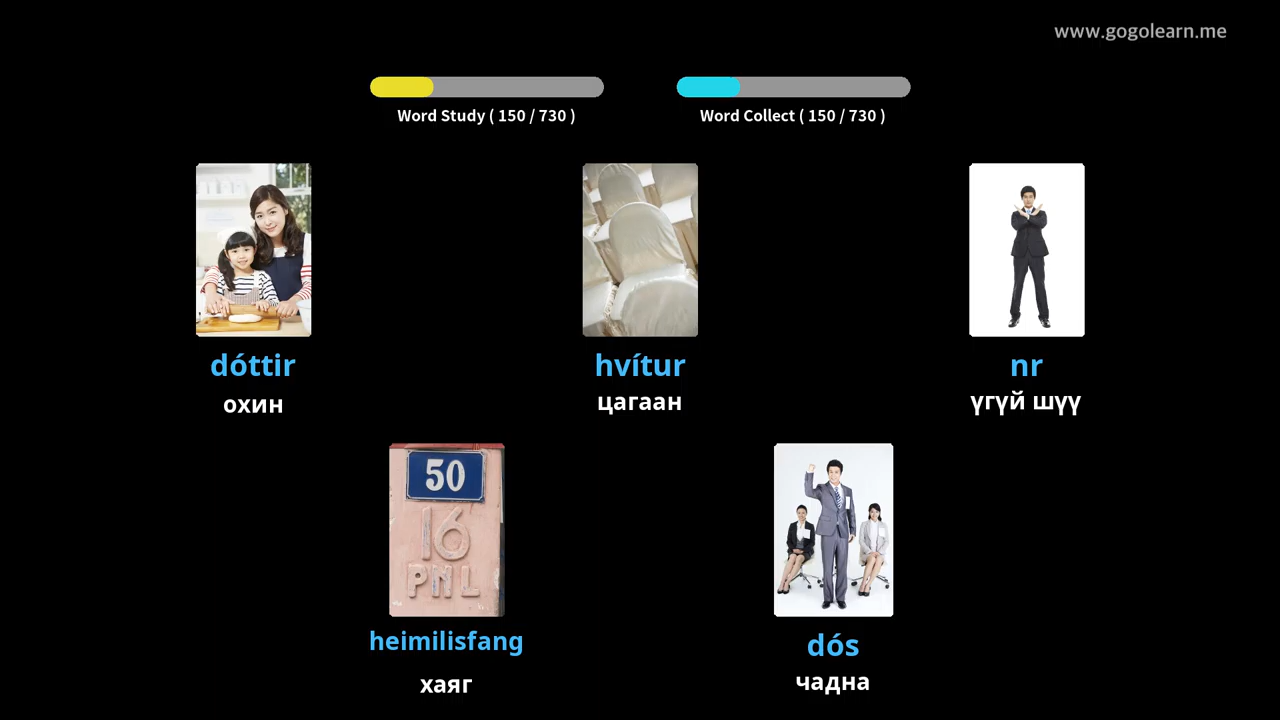 www.gogolearn.me
Word Study ( 150 / 730 )
Word Collect ( 150 / 730 )
dóttir
охин
hvítur
цагаан
nr
үгүй шүү
50
16
PNL
heimilisfang
хаяг
dós
чадна